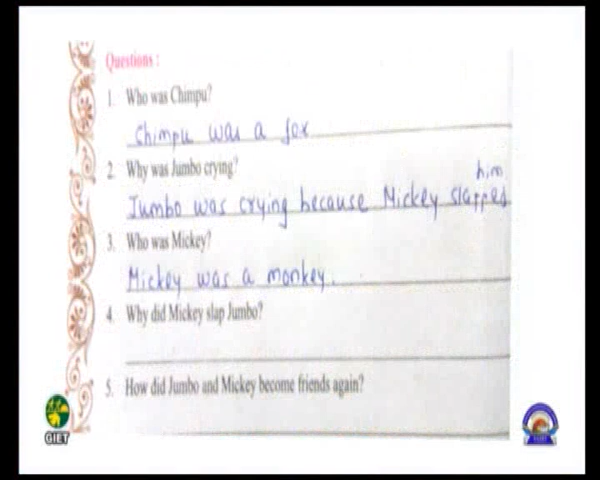 Questions :
1. Who was Chimpu?
Chimpu was a fox
2. Why was Jumbo crying?
him
Jumbo was crying because Mickey slapped
3. Who was Mickey?
Mickey was a monkey.
4. Why did Mickey slap Jumbo?
5. How did Jumbo and Mickey become friends again?
GIET